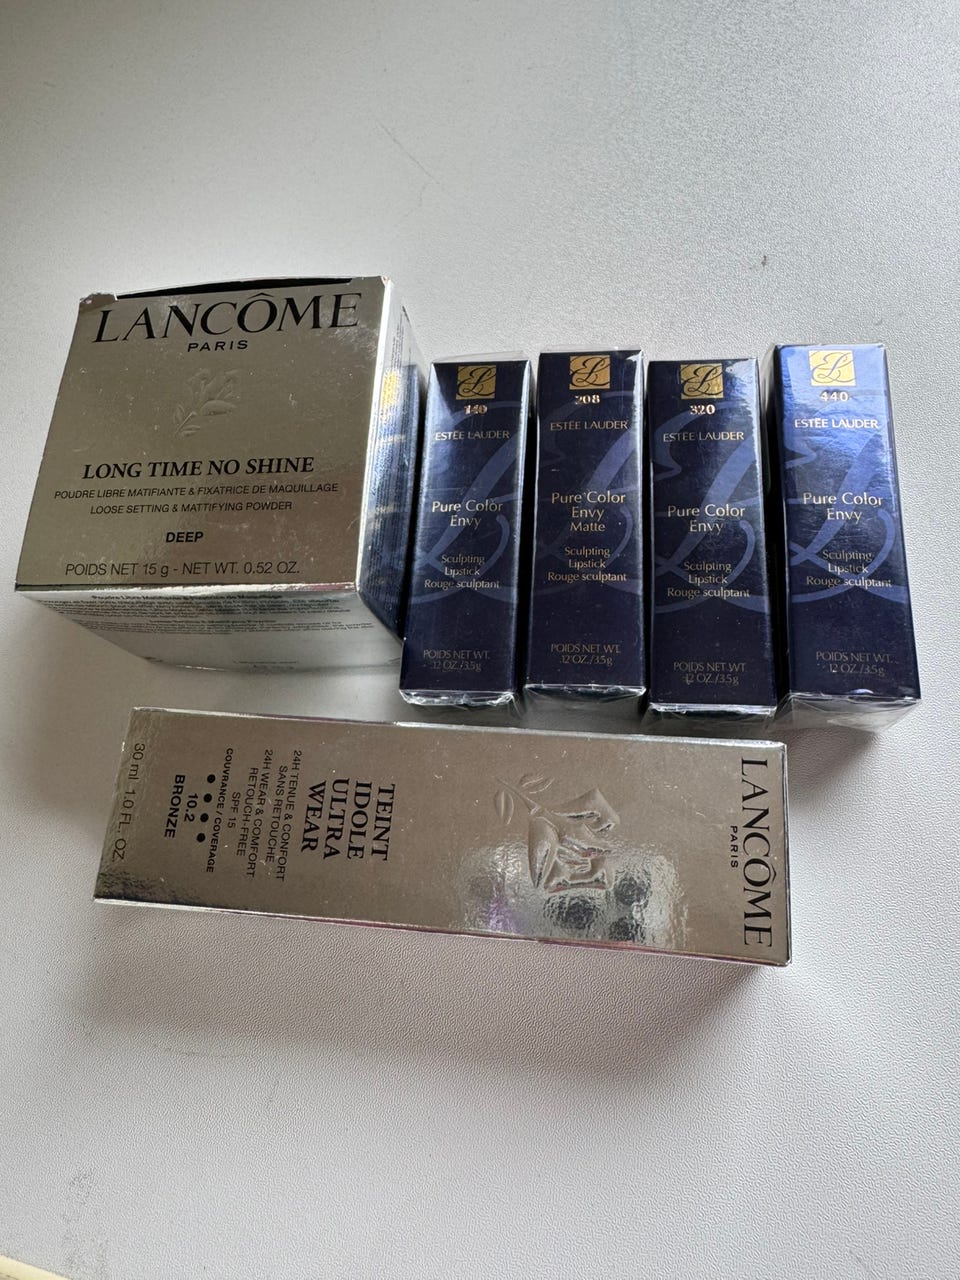 LANCÔME
PARIS
LONG TIME NO SHINE
POUDRE LIBRE MATIFIANTE & FIXATRICE DE MAQUILLAGE
LOOSE SETTING & MATTIFYING POWDER
DEEP
POIDS NET 15 g - NET WT. 0.52 OZ.
140
ESTĒE LAUDER
Pure Color
Envy
Sculpting
Lipstick
Rouge sculptant
POIDS NET WT.
.12 OZ./3.5g
208
ESTĒE LAUDER
Pure Color
Envy
Matte
Sculpting
Lipstick
Rouge sculptant
POIDS NET WT.
.12 OZ./3.5g
320
ESTĒE LAUDER
Pure Color
Envy
Sculpting
Lipstick
Rouge sculptant
POIDS NET WT.
.12 OZ./3.5g
440
ESTĒE LAUDER
Pure Color
Envy
Sculpting
Lipstick
Rouge sculptant
POIDS NET WT.
.12 OZ./3.5g
LANCÔME
PARIS
TEINT
IDOLE
ULTRA
WEAR
24H TENUE & CONFORT
SANS RETOUCHE
24H WEAR & COMFORT
RETOUCH-FREE
SPF 15
COUVRANCE / COVERAGE
10.2
BRONZE
30 ml 1.0 FL. OZ.